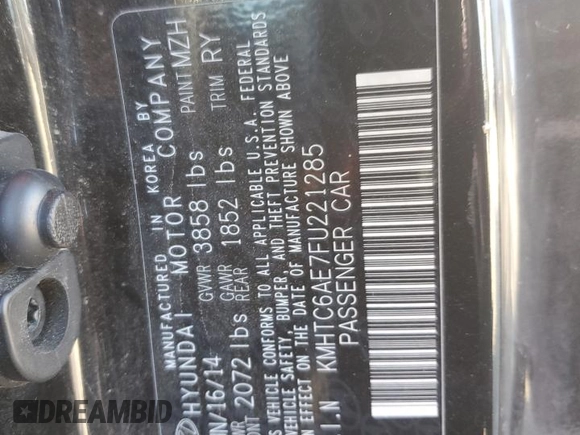 MANUFACTURED IN KOREA BY
HYUNDAI MOTOR COMPANY
/16/14 GVWR 3858 lbs PAINT MZH
2072 lbs GAWR REAR 1852 lbs TRIM RY
VEHICLE CONFORMS TO ALL APPLICABLE U.S.A. FEDERAL
VEHICLE SAFETY, BUMPER, AND THEFT PREVENTION STANDARDS
EFFECT ON THE DATE OF MANUFACTURE SHOWN ABOVE
I.N KMHTC6AE7FU221285
PASSENGER CAR
DREAMBID